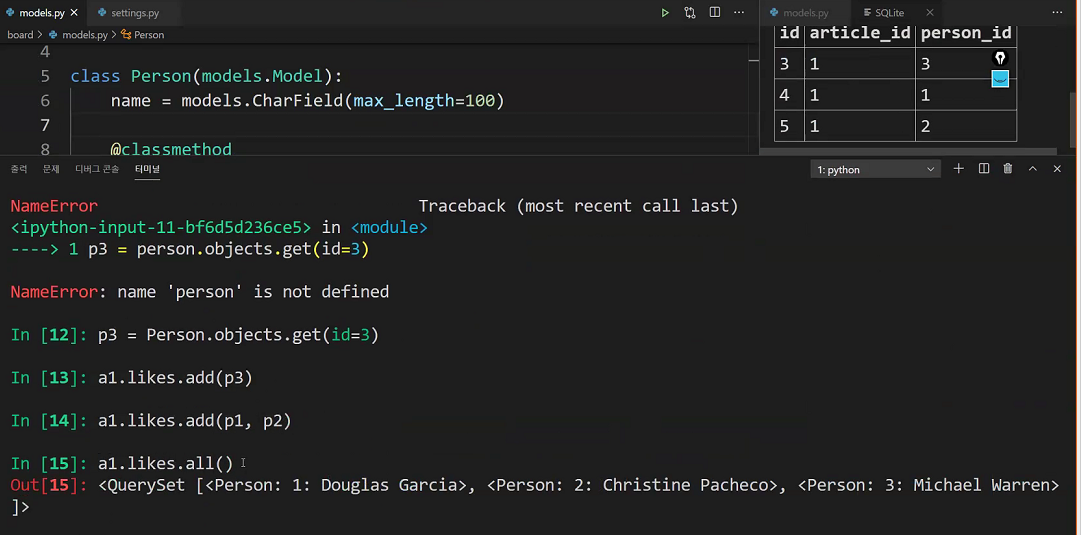 models.py
settings.py
models.py
SQLite
board > models.py > Person
4
5 class Person(models.Model):
6 name = models.CharField(max_length=100)
7
8 @classmethod
id article_id person_id
3 1 3
4 1 1
5 1 2
출력 문제 디버그 콘솔 터미널
1: python
NameError Traceback (most recent call last)
<ipython-input-11-bf6d5d236ce5> in <module>
----> 1 p3 = person.objects.get(id=3)
NameError: name 'person' is not defined
In [12]: p3 = Person.objects.get(id=3)
In [13]: a1.likes.add(p3)
In [14]: a1.likes.add(p1, p2)
In [15]: a1.likes.all()
Out[15]: <QuerySet [<Person: 1: Douglas Garcia>, <Person: 2: Christine Pacheco>, <Person: 3: Michael Warren>
]>